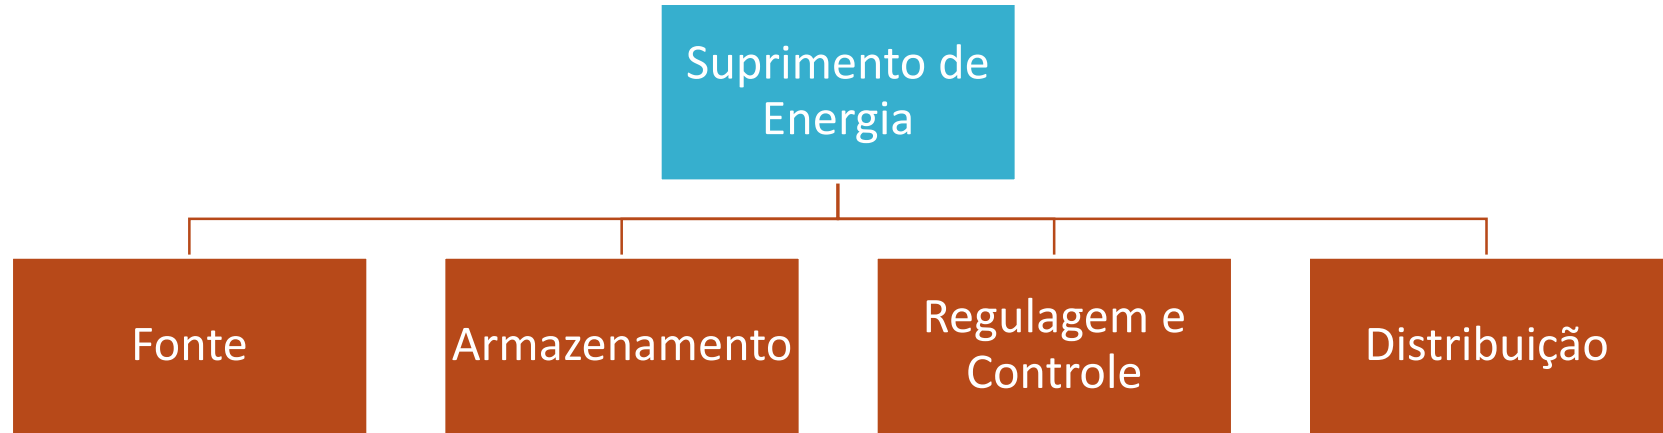 Suprimento de
Energia
Fonte
Armazenamento
Regulagem e
Controle
Distribuição